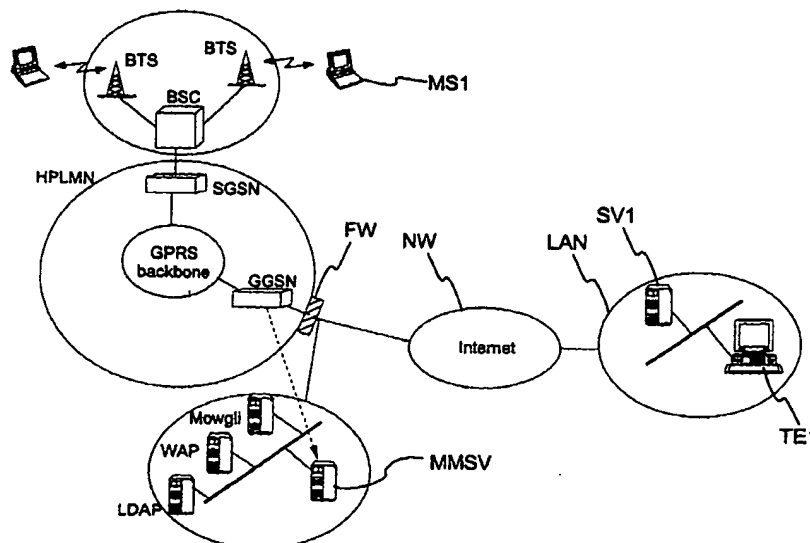 BTS
BTS
BSC
MS1
HPLMN
SGSN
FW
NW
SV1
LAN
GPRS
backbone
GGSN
Internet
Mowgli
WAP
MMSV
TE1
LDAP